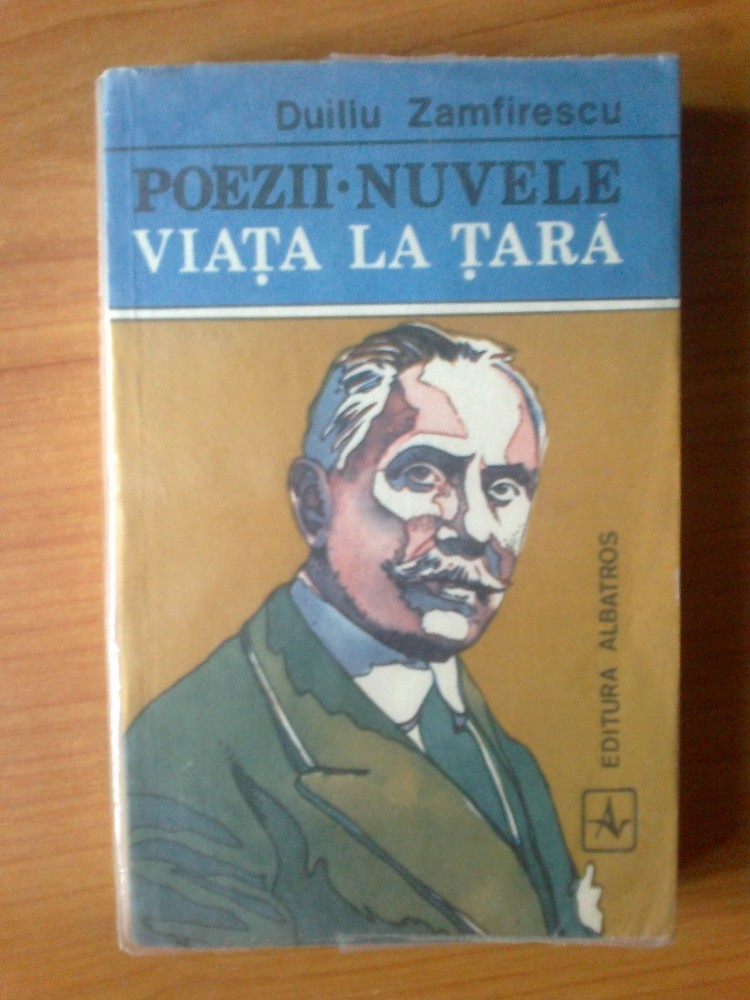 Duiliu Zamfirescu
POEZII • NUVELE
VIAȚA LA ȚARĂ
EDITURA ALBATROS